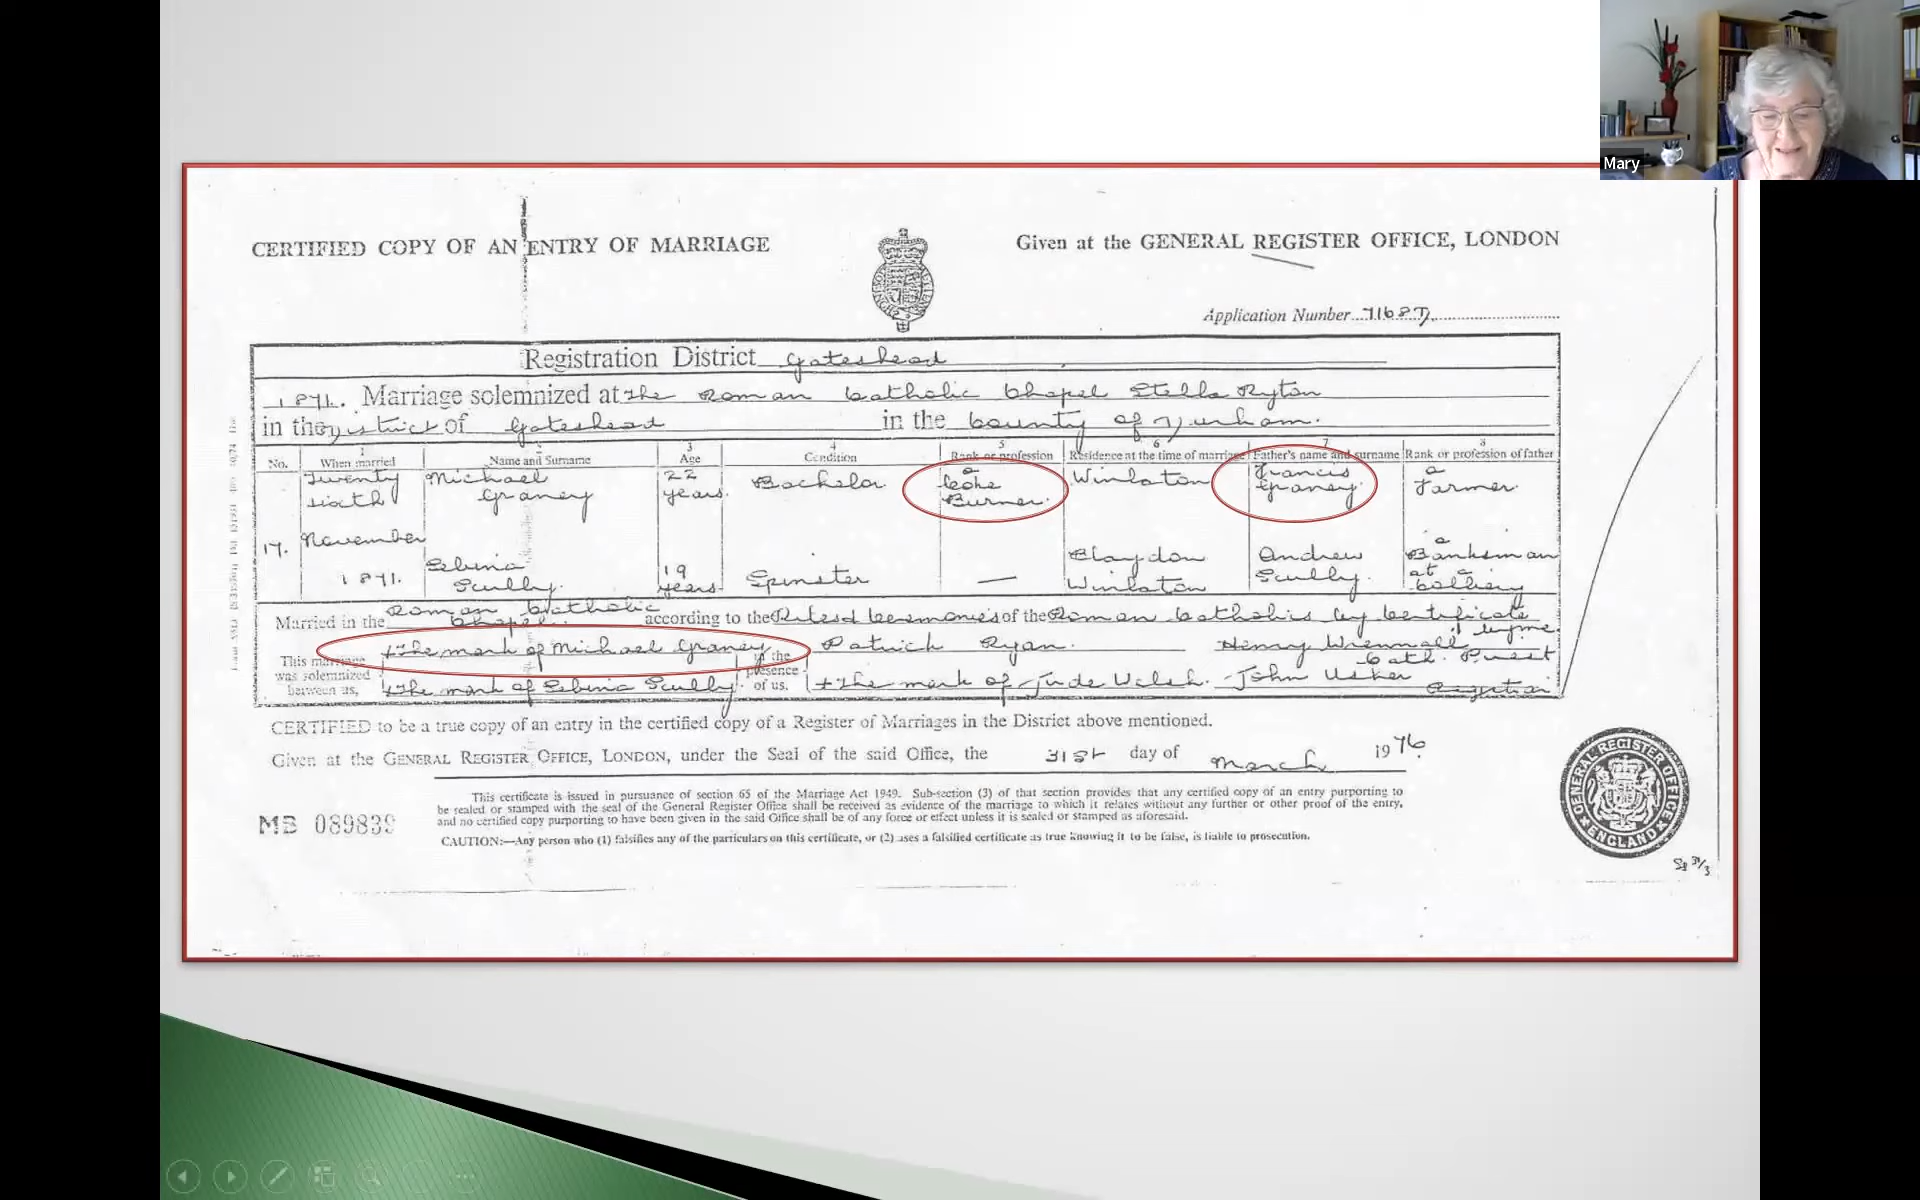 Mary
CERTIFIED COPY OF AN ENTRY OF MARRIAGE
Given at the GENERAL REGISTER OFFICE, LONDON
Application Number
Registration District Gateshead
1871. Marriage solemnized at the Roman Catholic Chapel Stella Ryton
in the District of Gateshead in the County of Durham.
1 2 3 4 5 6 7 8
No. When married Name and Surname Age Condition Rank or profession Residence at the time of marriage Father's name and surname Rank or profession of father
17. Twenty sixth November 1871. Michael Graney 22 years. Bachelor. a Coke Burner. Winlaton Francis Graney. a Farmer.
Sebina Scully. 19 years. Spinster — Blaydon Winlaton Andrew Scully. a Banksman at a Colliery
Married in the Roman Catholic Chapel. according to the Rites & Ceremonies of the Roman Catholics by Certificate by me,
This marriage was solemnized between us, + The mark of Michael Graney in the presence of us. Patrick Ryan. Henry Wrennall Cath. Priest
+ The mark of Sebina Scully. + The mark of Jude Walsh. John Usher Registrar
CERTIFIED to be a true copy of an entry in the certified copy of a Register of Marriages in the District above mentioned.
Given at the GENERAL REGISTER OFFICE, LONDON, under the Seal of the said Office, the 31st day of March 1976.
This certificate is issued in pursuance of section 65 of the Marriage Act 1949. Sub-section (3) of that section provides that any certified copy of an entry purporting to
be sealed or stamped with the seal of the General Register Office shall be received as evidence of the marriage to which it relates without any further or other proof of the entry,
and no certified copy purporting to have been given in the said Office shall be of any force or effect unless it is sealed or stamped as aforesaid.
MB 089839
CAUTION:—Any person who (1) falsifies any of the particulars on this certificate, or (2) uses a falsified certificate as true knowing it to be false, is liable to prosecution.
GENERAL REGISTER OFFICE ENGLAND